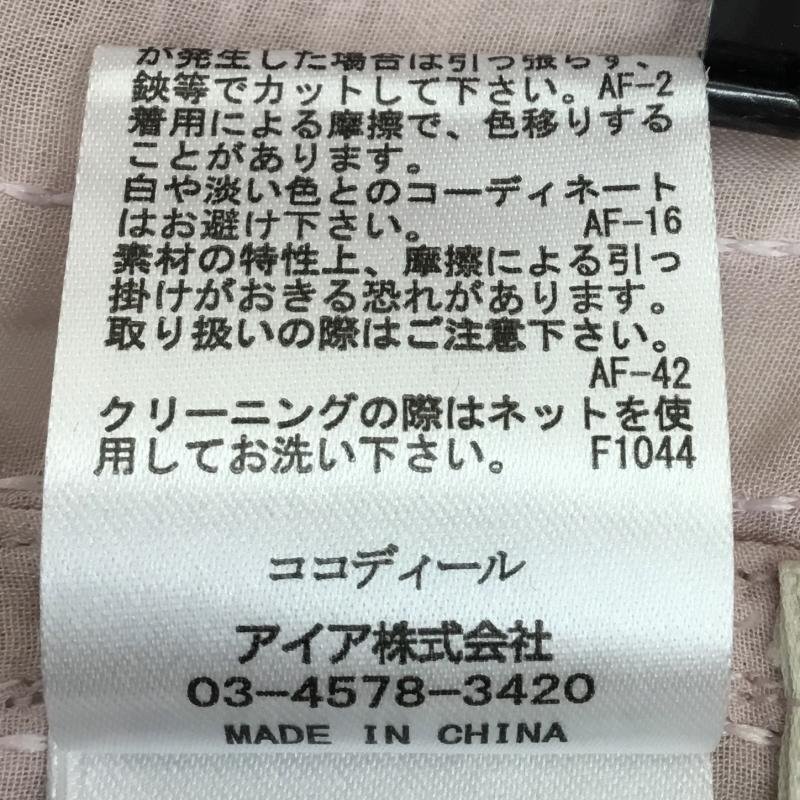 が発生した場合は引っ張らず、
鋏等でカットして下さい。AF-2
着用による摩擦で、色移りする
ことがあります。
白や淡い色とのコーディネート
はお避け下さい。 AF-16
素材の特性上、摩擦による引っ
掛けがおきる恐れがあります。
取り扱いの際はご注意下さい。
AF-42
クリーニングの際はネットを使
用してお洗い下さい。 F1044
ココディール
アイア株式会社
03-4578-3420
MADE IN CHINA